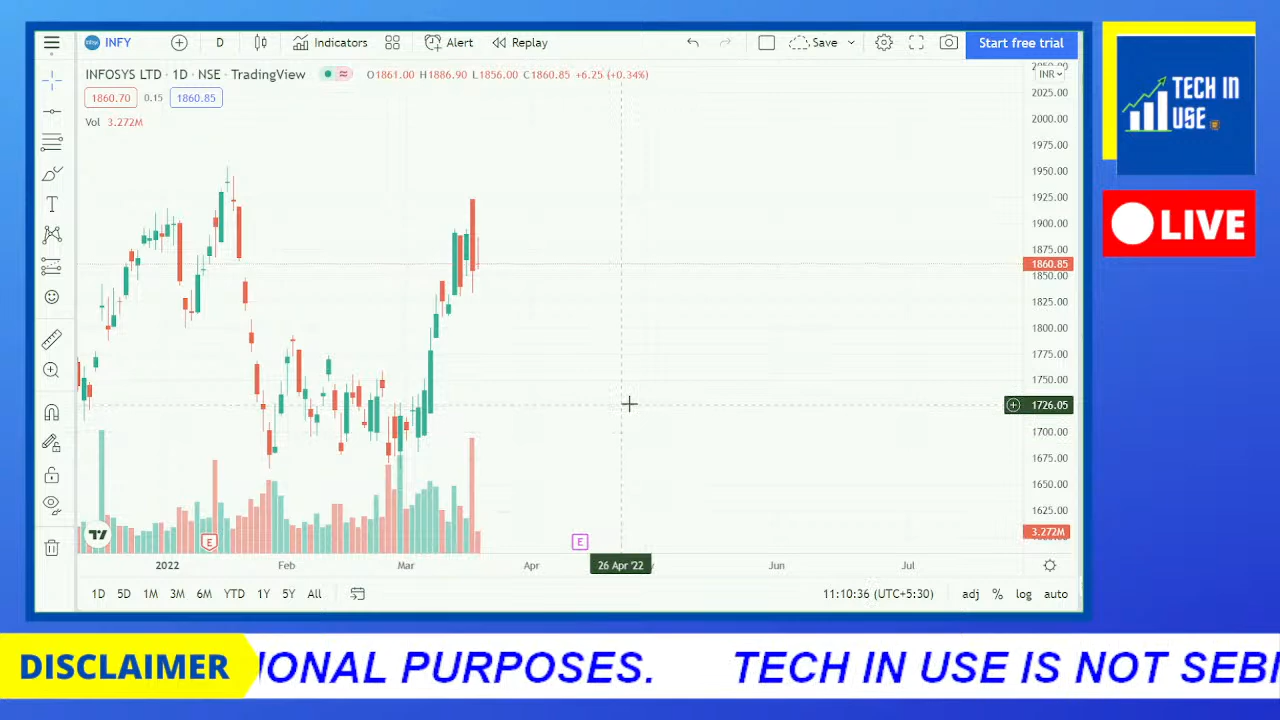 INFY
D
Indicators
Alert
Replay
Save
Start free trial
INFOSYS LTD · 1D · NSE · TradingView
O1861.00 H1886.90 L1856.00 C1860.85 +6.25 (+0.34%)
INR
1860.70
0.15
1860.85
Vol 3.272M
2025.00
2000.00
1975.00
1950.00
1925.00
1900.00
1875.00
1860.85
1850.00
1825.00
1800.00
1775.00
1750.00
1726.05
1700.00
1675.00
1650.00
1625.00
3.272M
E
E
2022
Feb
Mar
Apr
26 Apr '22
Jun
Jul
1D
5D
1M
3M
6M
YTD
1Y
5Y
All
11:10:36 (UTC+5:30)
adj
%
log
auto
TECH IN
USE
LIVE
DISCLAIMER
IONAL PURPOSES. TECH IN USE IS NOT SEB